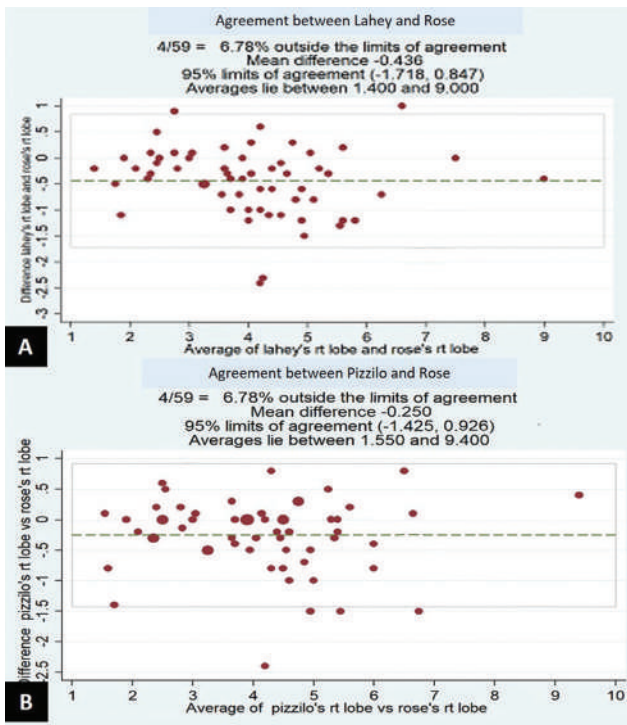 Agreement between Lahey and Rose
4/59 = 6.78% outside the limits of agreement
Mean difference -0.436
95% limits of agreement (-1.718, 0.847)
Averages lie between 1.400 and 9.000
Difference lahey's rt lobe and rose's rt lobe
1
.5
0
-.5
-1
-1.5
-2
-2.5
-3
1 2 3 4 5 6 7 8 9 10
Average of lahey's rt lobe and rose's rt lobe
A
Agreement between Pizzilo and Rose
4/59 = 6.78% outside the limits of agreement
Mean difference -0.250
95% limits of agreement (-1.425, 0.926)
Averages lie between 1.550 and 9.400
Difference pizzilo's rt lobe vs rose's rt lobe
1
.5
0
-.5
-1
-1.5
-2
-2.5
1 2 3 4 5 6 7 8 9 10
Average of pizzilo's rt lobe vs rose's rt lobe
B